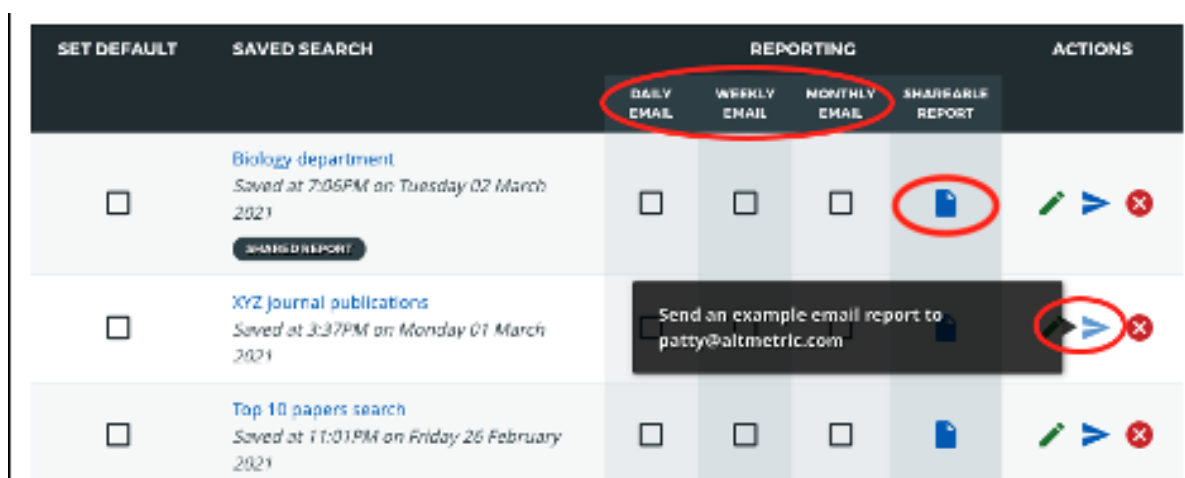 SET DEFAULT SAVED SEARCH REPORTING ACTIONS
DAILY EMAIL WEEKLY EMAIL MONTHLY EMAIL SHAREABLE REPORT
Biology department
Saved at 7:06PM on Tuesday 02 March
2021
SHARED REPORT
XYZ journal publications
Saved at 3:37PM on Monday 01 March
2021
Send an example email report to
patty@altmetric.com
Top 10 papers search
Saved at 11:01PM on Friday 26 February
2021